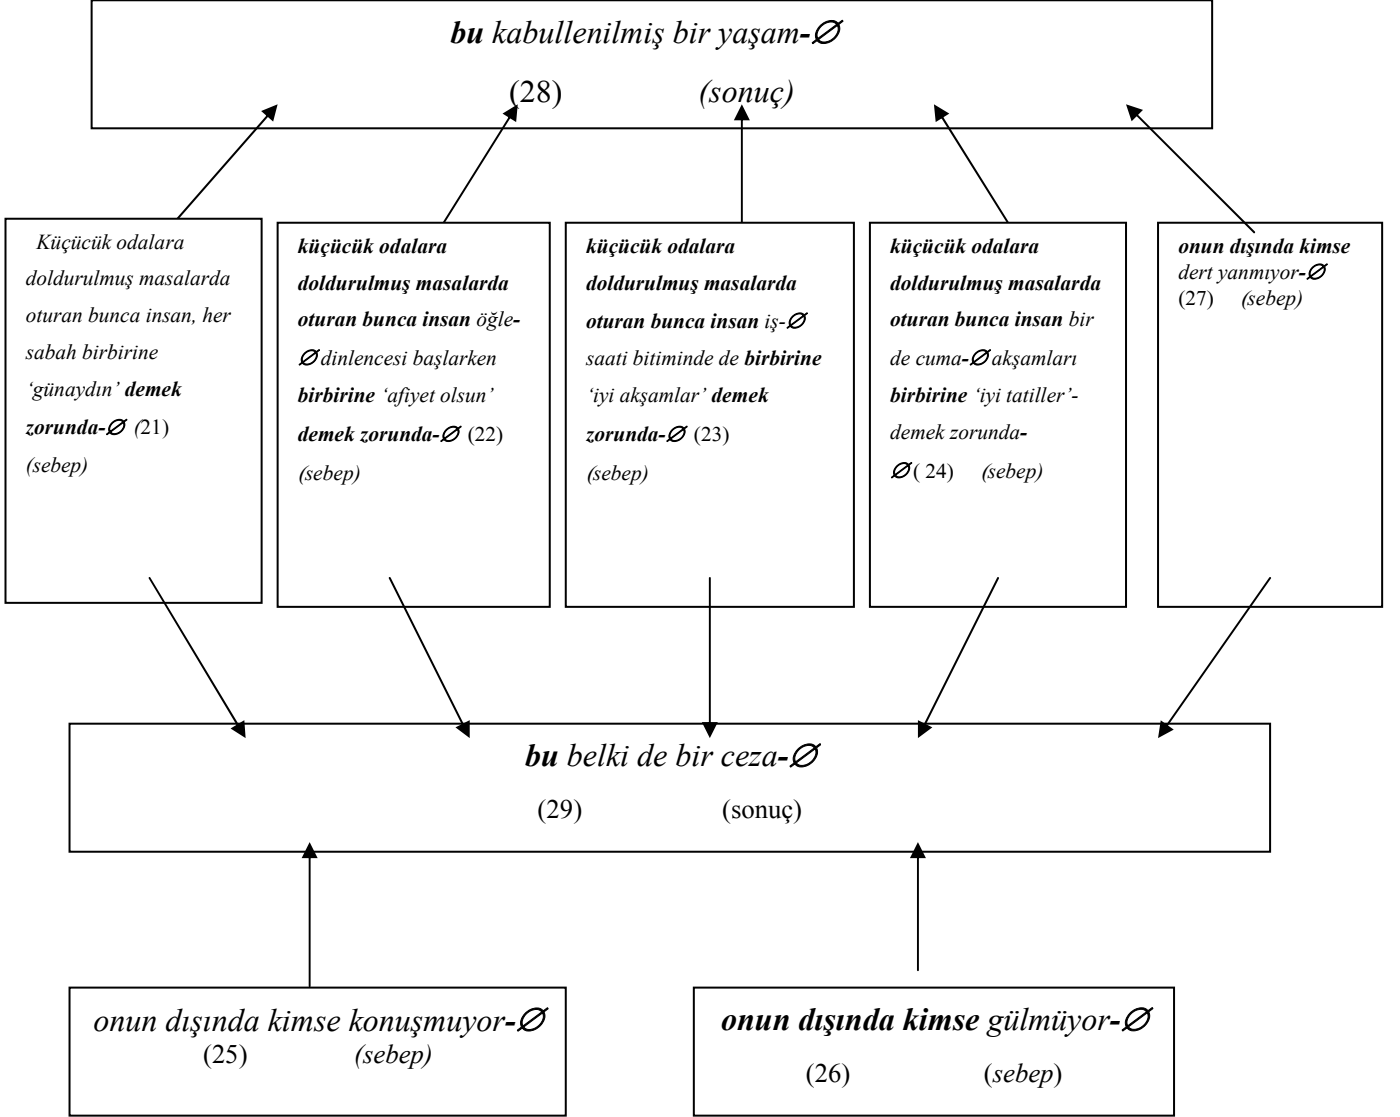 bu kabullenilmiş bir yaşam-∅
(28) (sonuç)
Küçücük odalara
doldurulmuş masalarda
oturan bunca insan, her
sabah birbirine
‘günaydın’ demek
zorunda-∅ (21)
(sebep)
küçücük odalara
doldurulmuş masalarda
oturan bunca insan öğle-
∅ dinlencesi başlarken
birbirine ‘afiyet olsun’
demek zorunda-∅ (22)
(sebep)
küçücük odalara
doldurulmuş masalarda
oturan bunca insan iş-∅
saati bitiminde de birbirine
‘iyi akşamlar’ demek
zorunda-∅ (23)
(sebep)
küçücük odalara
doldurulmuş masalarda
oturan bunca insan bir
de cuma-∅ akşamları
birbirine ‘iyi tatiller’-
demek zorunda-
∅( 24) (sebep)
onun dışında kimse
dert yanmıyor-∅
(27) (sebep)
bu belki de bir ceza-∅
(29) (sonuç)
onun dışında kimse konuşmuyor-∅
(25) (sebep)
onun dışında kimse gülmüyor-∅
(26) (sebep)